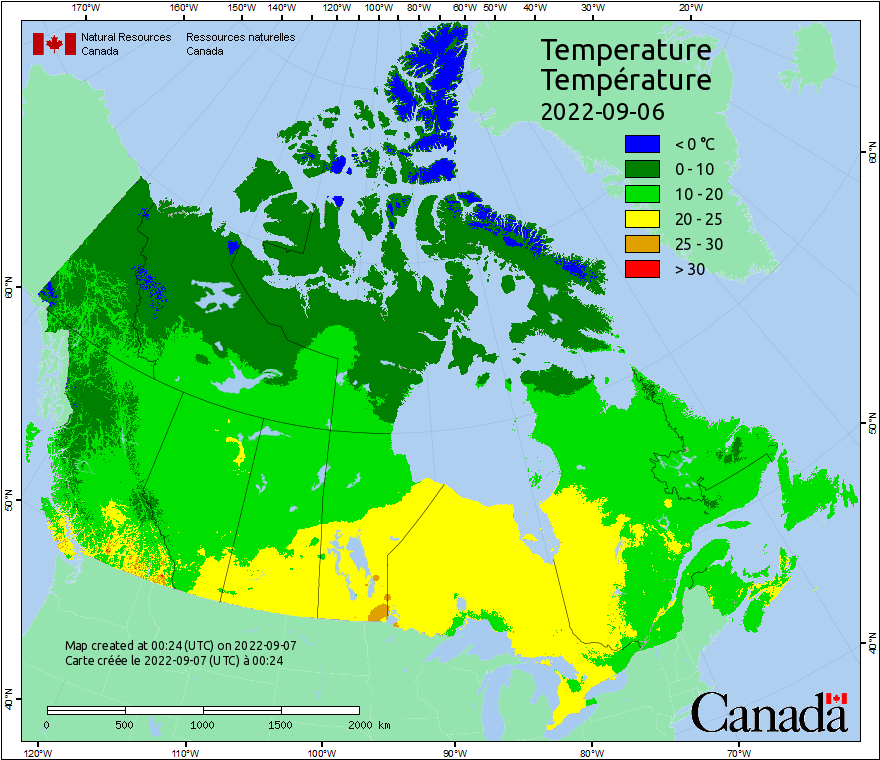 170°W 160°W 150°W 140°W 120°W 100°W 80°W 60°W 50°W 40°W 30°W 20°W
Natural Resources Ressources naturelles
Canada Canada
Temperature
Température
2022-09-06
< 0 °C
0 - 10
10 - 20
20 - 25
25 - 30
> 30
60°N
60°N
50°N
50°N
40°N
40°N
Map created at 00:24 (UTC) on 2022-09-07
Carte créée le 2022-09-07 (UTC) à 00:24
0 500 1000 1500 2000 km
Canada
120°W 110°W 100°W 90°W 80°W 70°W